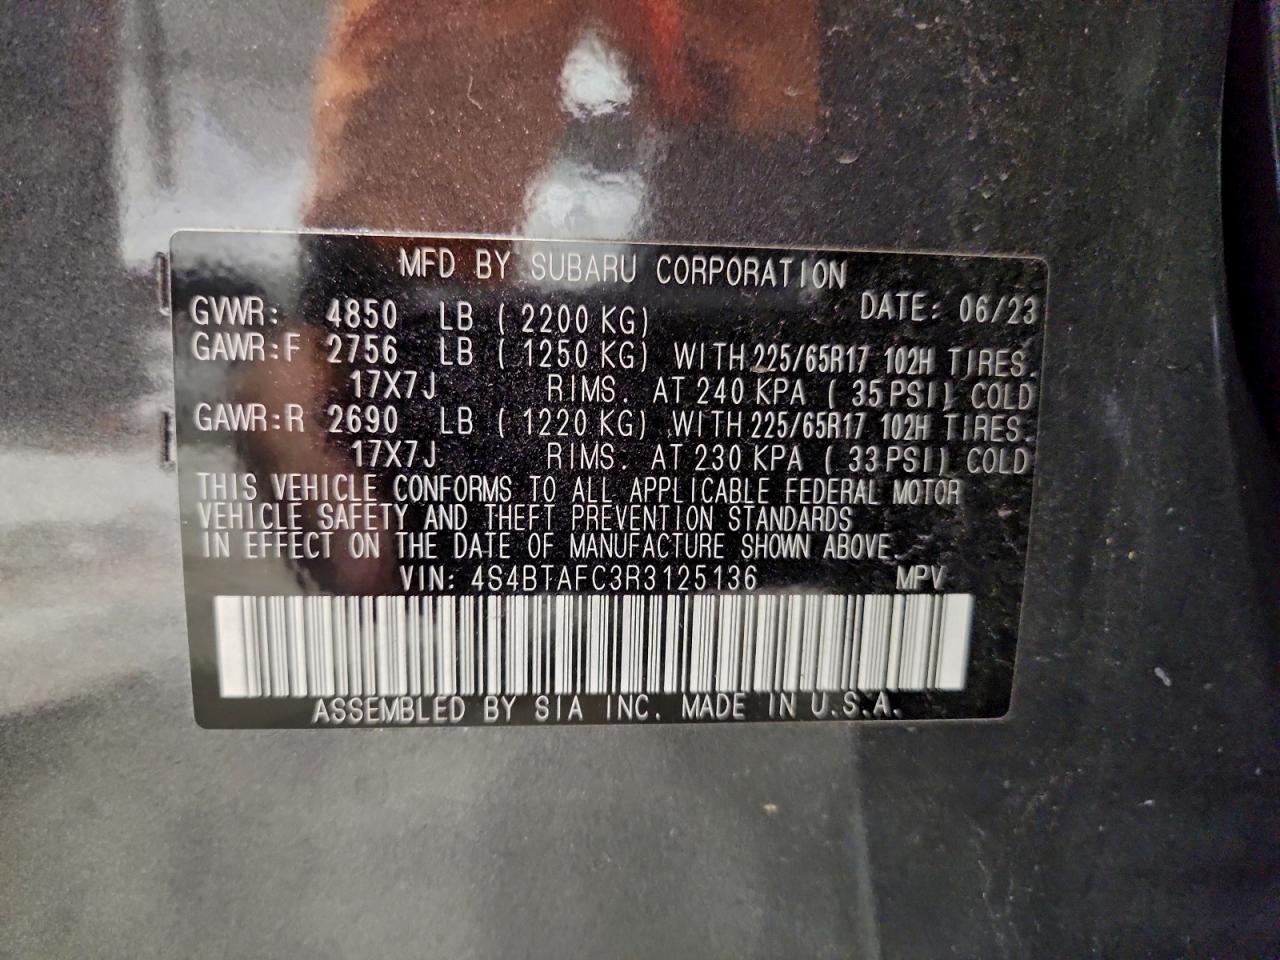 MFD BY SUBARU CORPORATION
DATE: 06/23
GVWR: 4850 LB ( 2200 KG)
GAWR:F 2756 LB ( 1250 KG) WITH 225/65R17 102H TIRES.
17X7J RIMS. AT 240 KPA ( 35 PSI) COLD
GAWR:R 2690 LB ( 1220 KG) WITH 225/65R17 102H TIRES.
17X7J RIMS. AT 230 KPA ( 33 PSI) COLD
THIS VEHICLE CONFORMS TO ALL APPLICABLE FEDERAL MOTOR
VEHICLE SAFETY AND THEFT PREVENTION STANDARDS
IN EFFECT ON THE DATE OF MANUFACTURE SHOWN ABOVE.
VIN: 4S4BTAFC3R3125136 MPV
ASSEMBLED BY SIA INC. MADE IN U.S.A.